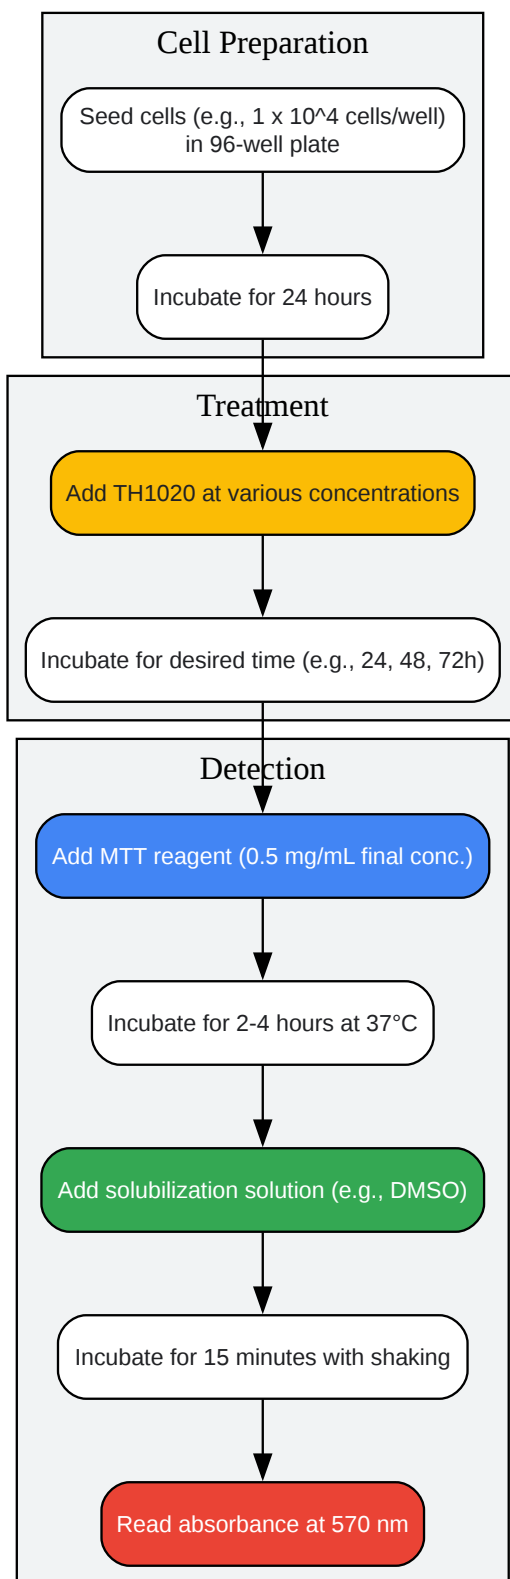 Cell Preparation
Seed cells (e.g., 1 x 10^4 cells/well)
in 96-well plate
Incubate for 24 hours
Treatment
Add TH1020 at various concentrations
Incubate for desired time (e.g., 24, 48, 72h)
Detection
Add MTT reagent (0.5 mg/mL final conc.)
Incubate for 2-4 hours at 37°C
Add solubilization solution (e.g., DMSO)
Incubate for 15 minutes with shaking
Read absorbance at 570 nm